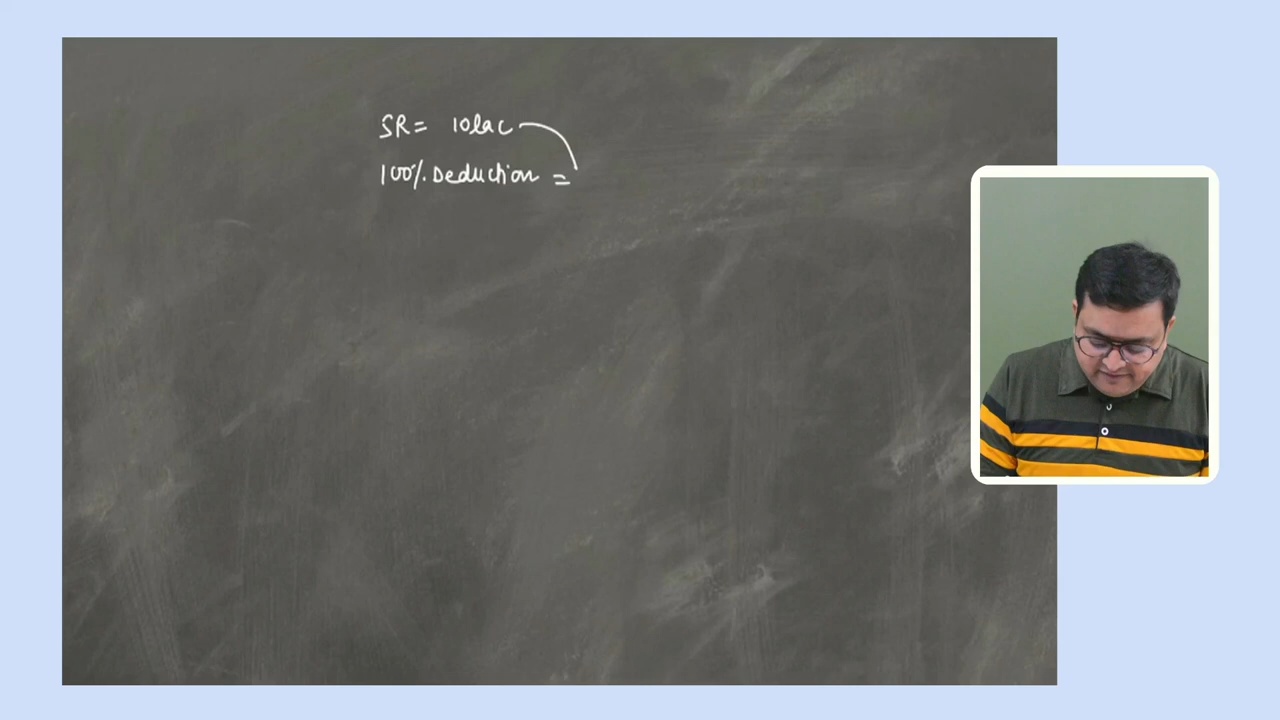 SR= 10lac
100% Deduction =